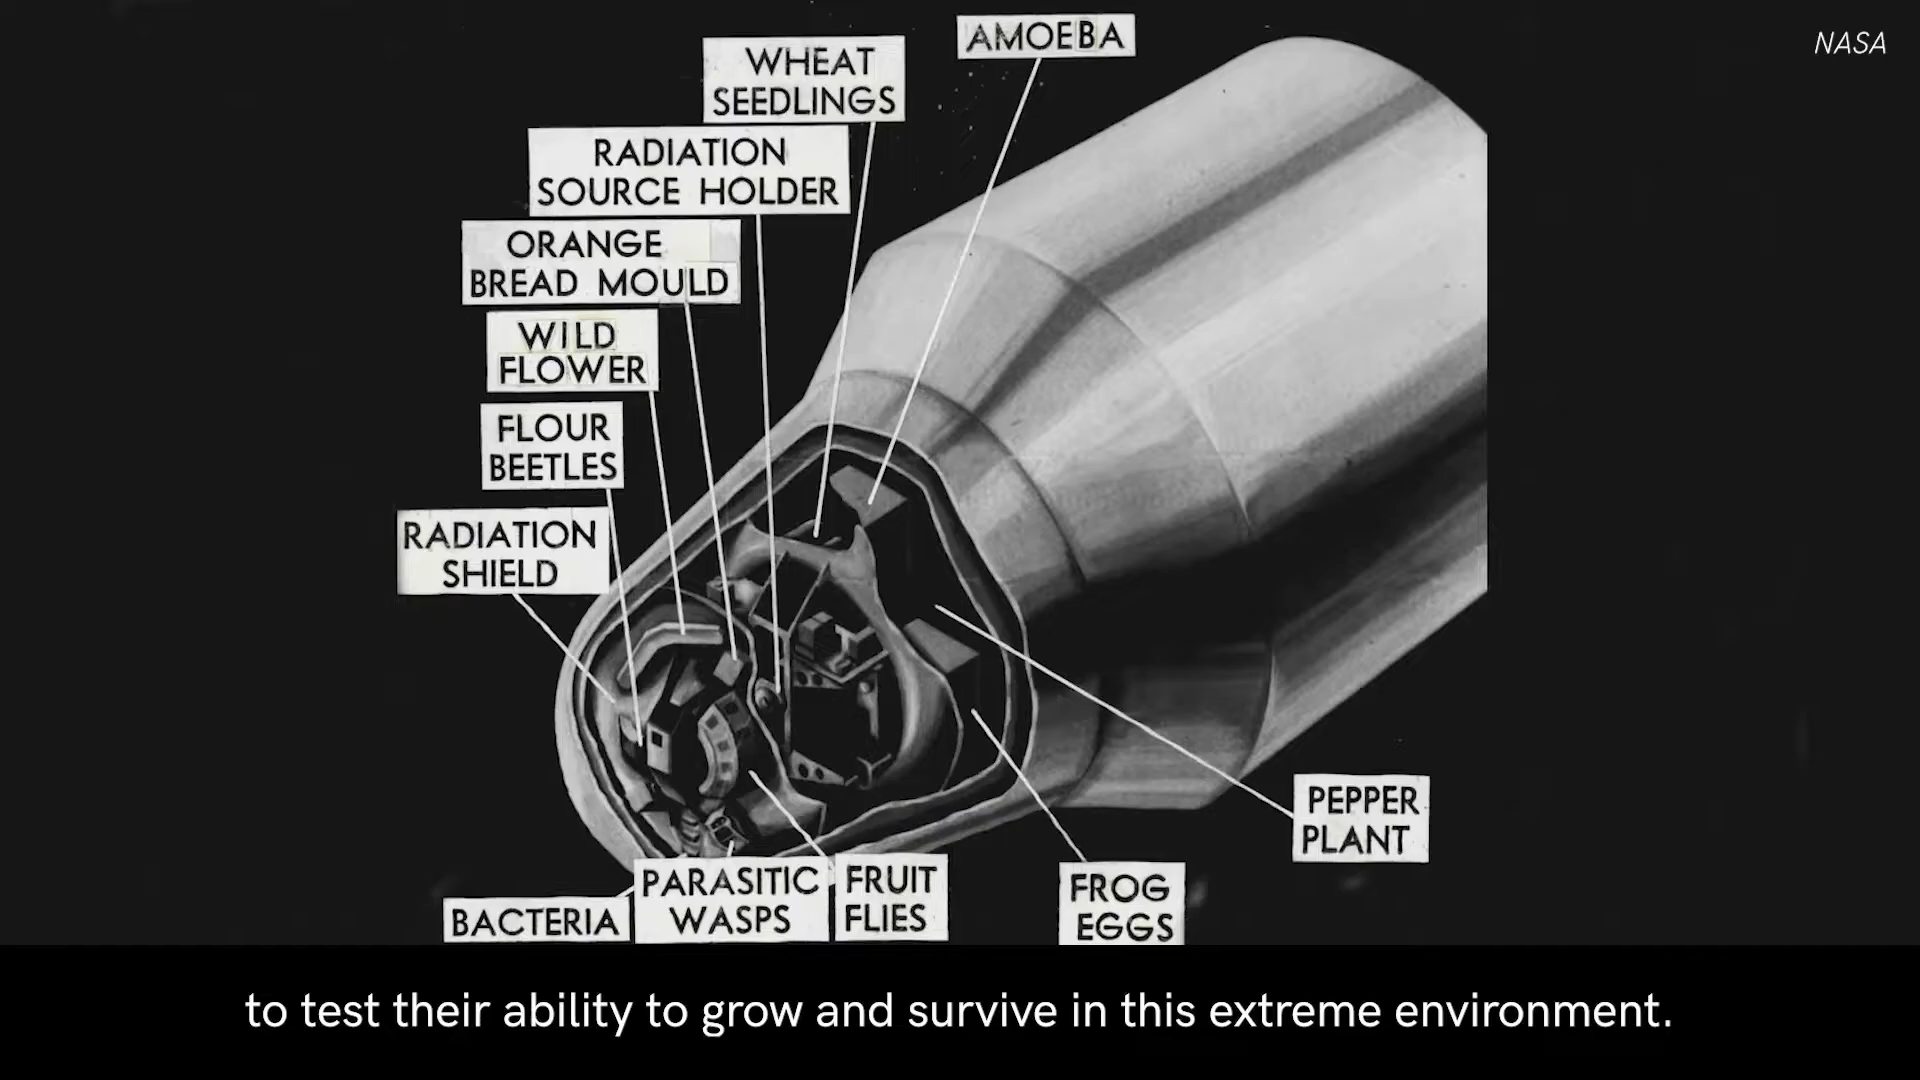 NASA
AMOEBA
WHEAT
SEEDLINGS
RADIATION
SOURCE HOLDER
ORANGE
BREAD MOULD
WILD
FLOWER
FLOUR
BEETLES
RADIATION
SHIELD
PEPPER
PLANT
BACTERIA
PARASITIC
WASPS
FRUIT
FLIES
FROG
EGGS
to test their ability to grow and survive in this extreme environment.